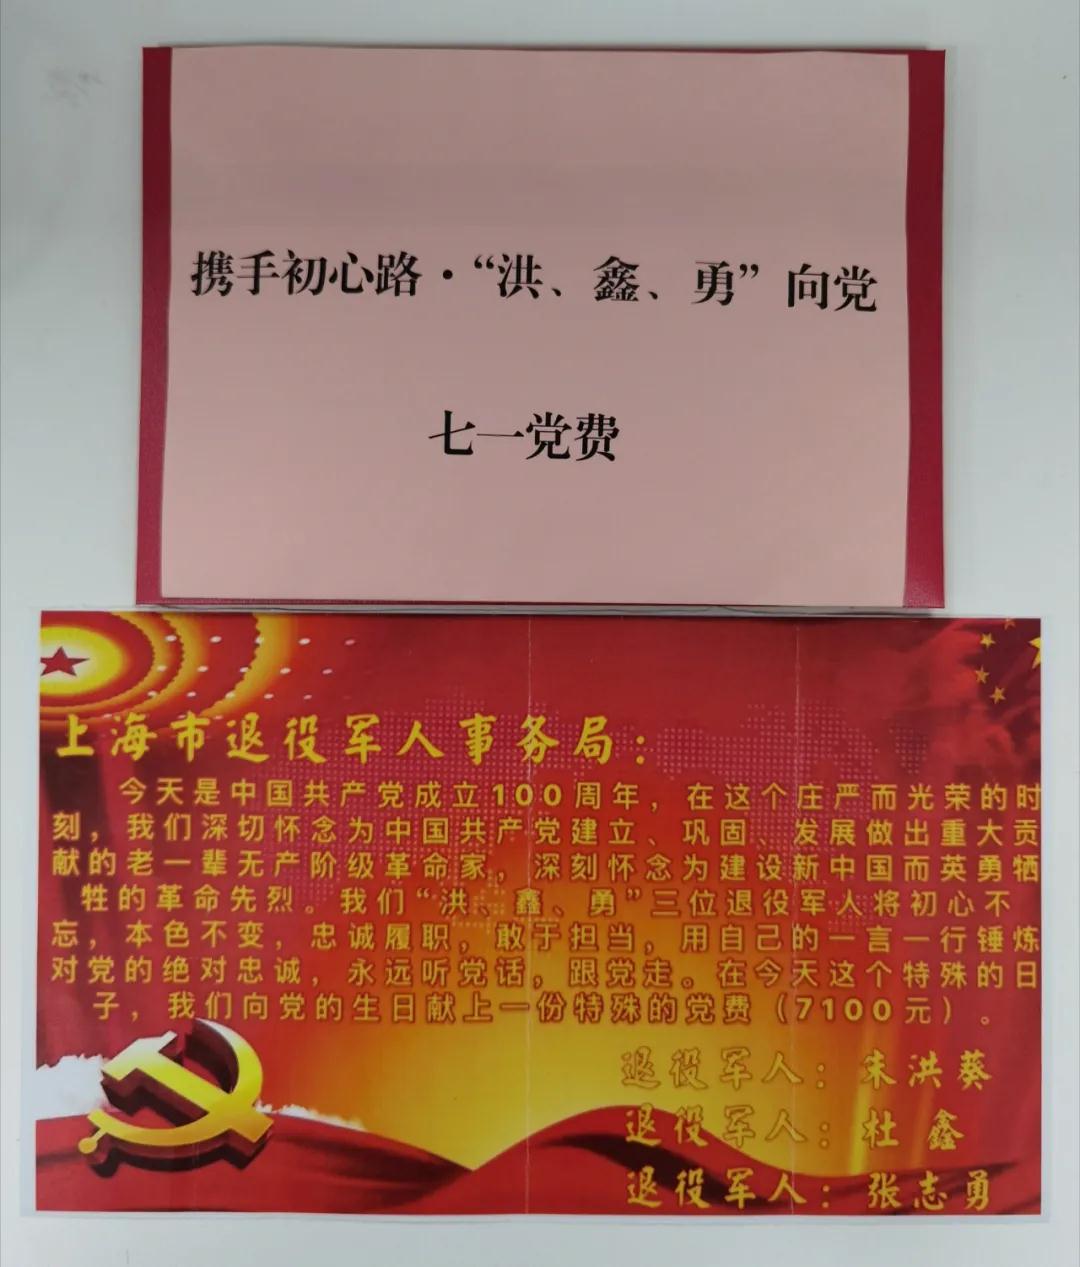 携手初心路·“洪、鑫、勇”向党
七一党费
上海市退役军人事务局：
今天是中国共产党成立100周年，在这个庄严而光荣的时
刻，我们深切怀念为中国共产党建立、巩固、发展做出重大贡
献的老一辈无产阶级革命家，深刻怀念为建设新中国而英勇牺
牲的革命先烈。我们“洪、鑫、勇”三位退役军人将初心不
忘，本色不变，忠诚履职，敢于担当，用自己的一言一行锤炼
对党的绝对忠诚，永远听党话，跟党走。在今天这个特殊的日
子，我们向党的生日献上一份特殊的党费（7100元）。
退役军人：朱洪葵
退役军人：杜鑫
退役军人：张志勇